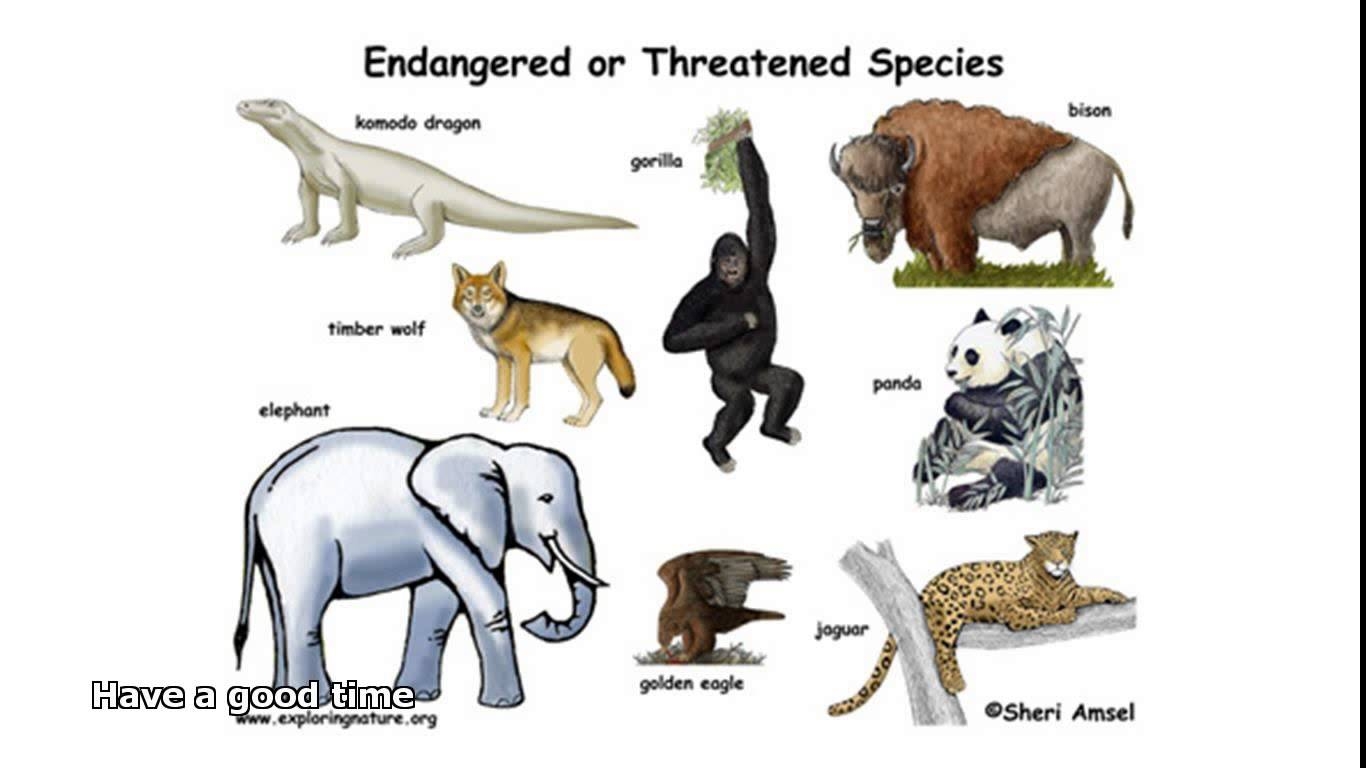 Endangered or Threatened Species
komodo dragon
gorilla
bison
timber wolf
panda
elephant
jaguar
golden eagle
Have a good time
www.exploringnature.org
©Sheri Amsel